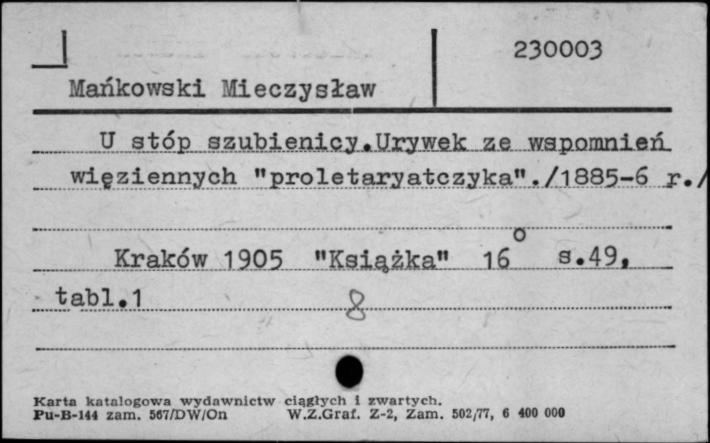 230003
Mańkowski Mieczysław
U stóp szubienicy.Urywek ze wspomnień
więziennych "proletaryatczyka"./1885-6 r./
Kraków 1905 "Książka" 16° s.49,
tabl.1 8
Karta katalogowa wydawnictw ciągłych i zwartych.
Pu-B-144 zam. 567/DW/On W.Z.Graf. Z-2, Zam. 502/77, 6 400 000